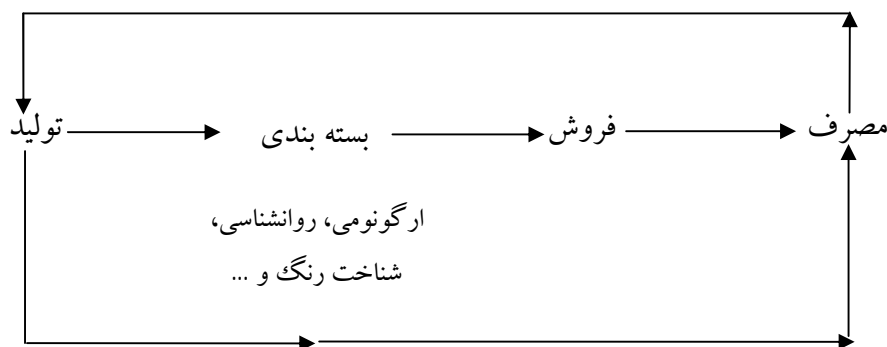 تولید
بسته بندی
فروش
مصرف
ارگونومی، روانشناسی،
شناخت رنگ و ...